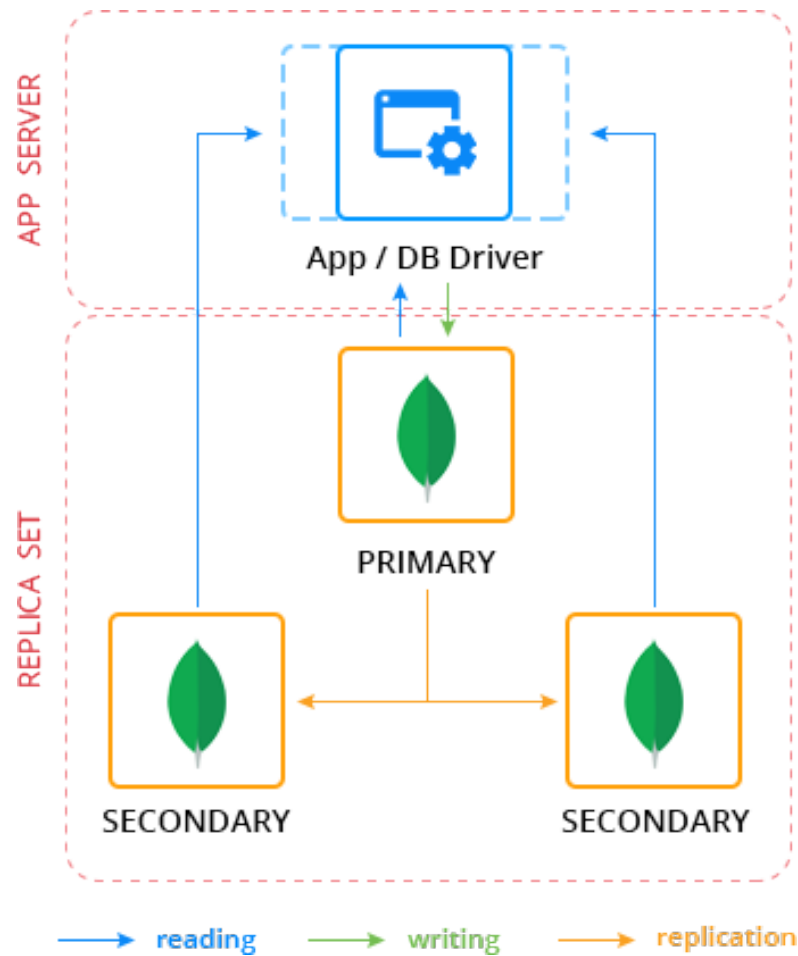 APP SERVER
App / DB Driver
REPLICA SET
PRIMARY
SECONDARY
SECONDARY
reading
writing
replication